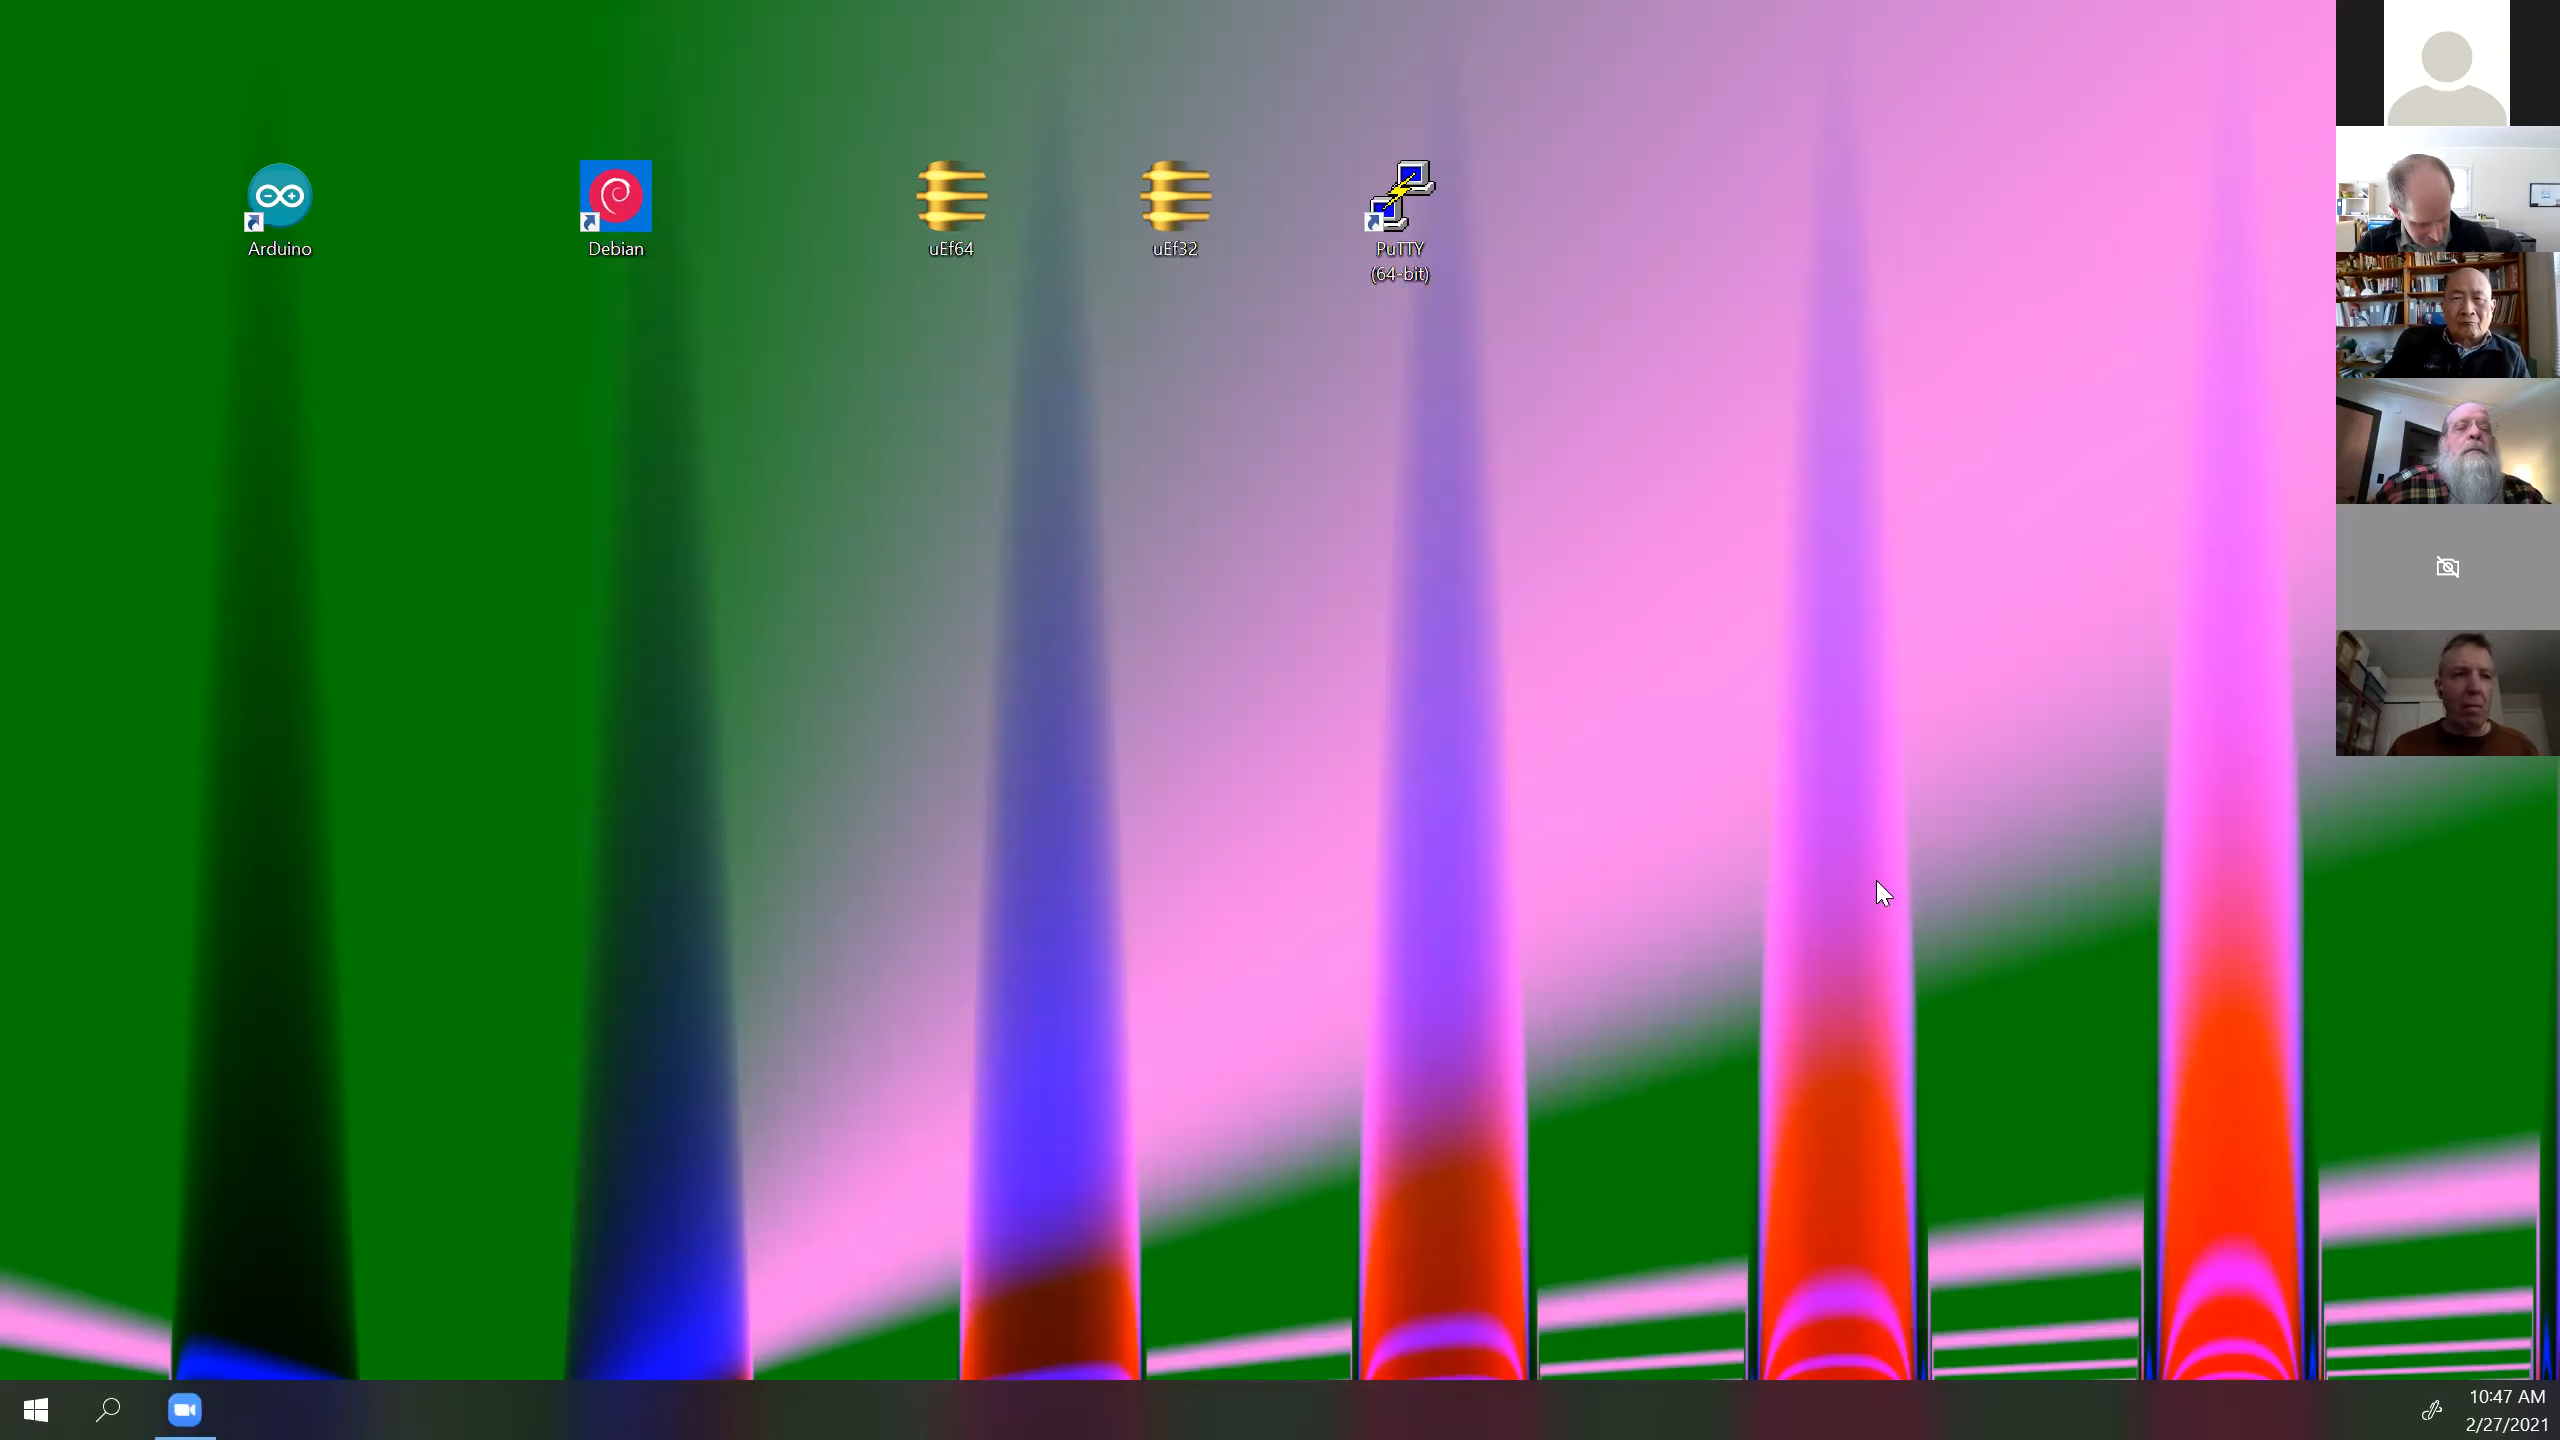 Arduino
Debian
uEf64
uEf32
PuTTY
(64-bit)
10:47 AM
2/27/2021